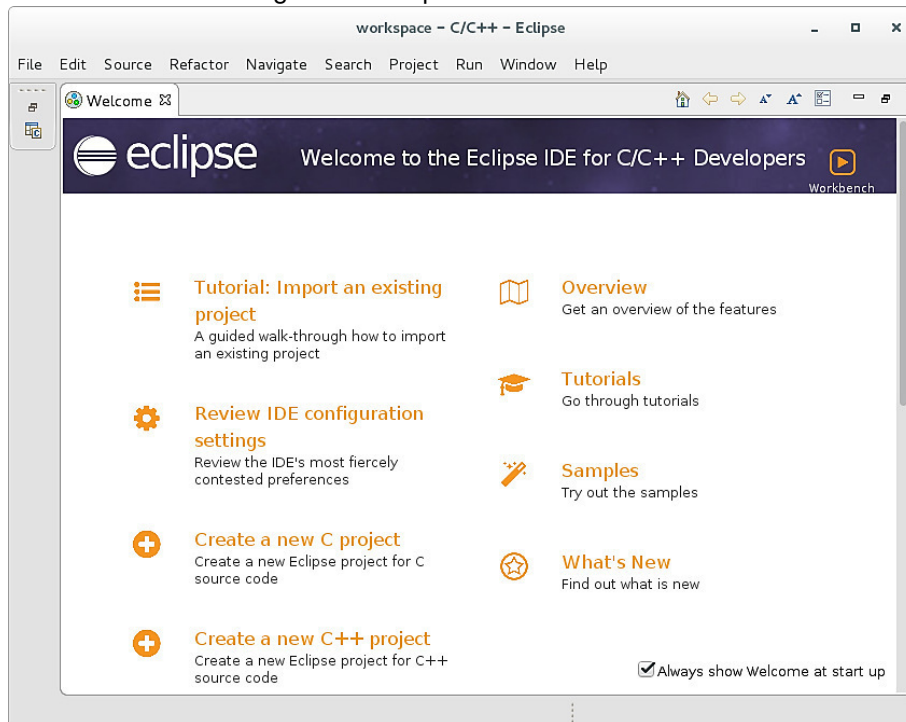 workspace – C/C++ – Eclipse
File Edit Source Refactor Navigate Search Project Run Window Help
Welcome
eclipse
Welcome to the Eclipse IDE for C/C++ Developers
Workbench
Tutorial: Import an existing
project
A guided walk-through how to import
an existing project
Review IDE configuration
settings
Review the IDE's most fiercely
contested preferences
Create a new C project
Create a new Eclipse project for C
source code
Create a new C++ project
Create a new Eclipse project for C++
source code
Overview
Get an overview of the features
Tutorials
Go through tutorials
Samples
Try out the samples
What's New
Find out what is new
Always show Welcome at start up